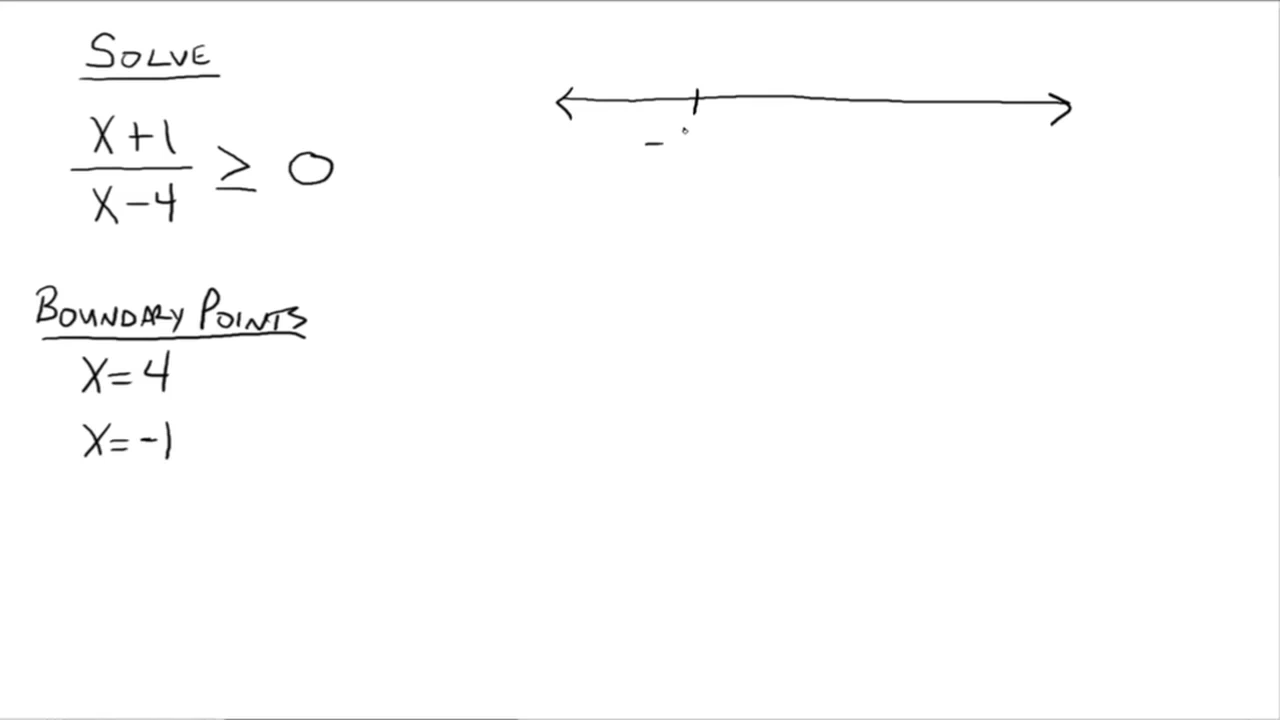 SOLVE
X+1
X-4
≥ 0
-
BOUNDARY POINTS
X=4
X=-1